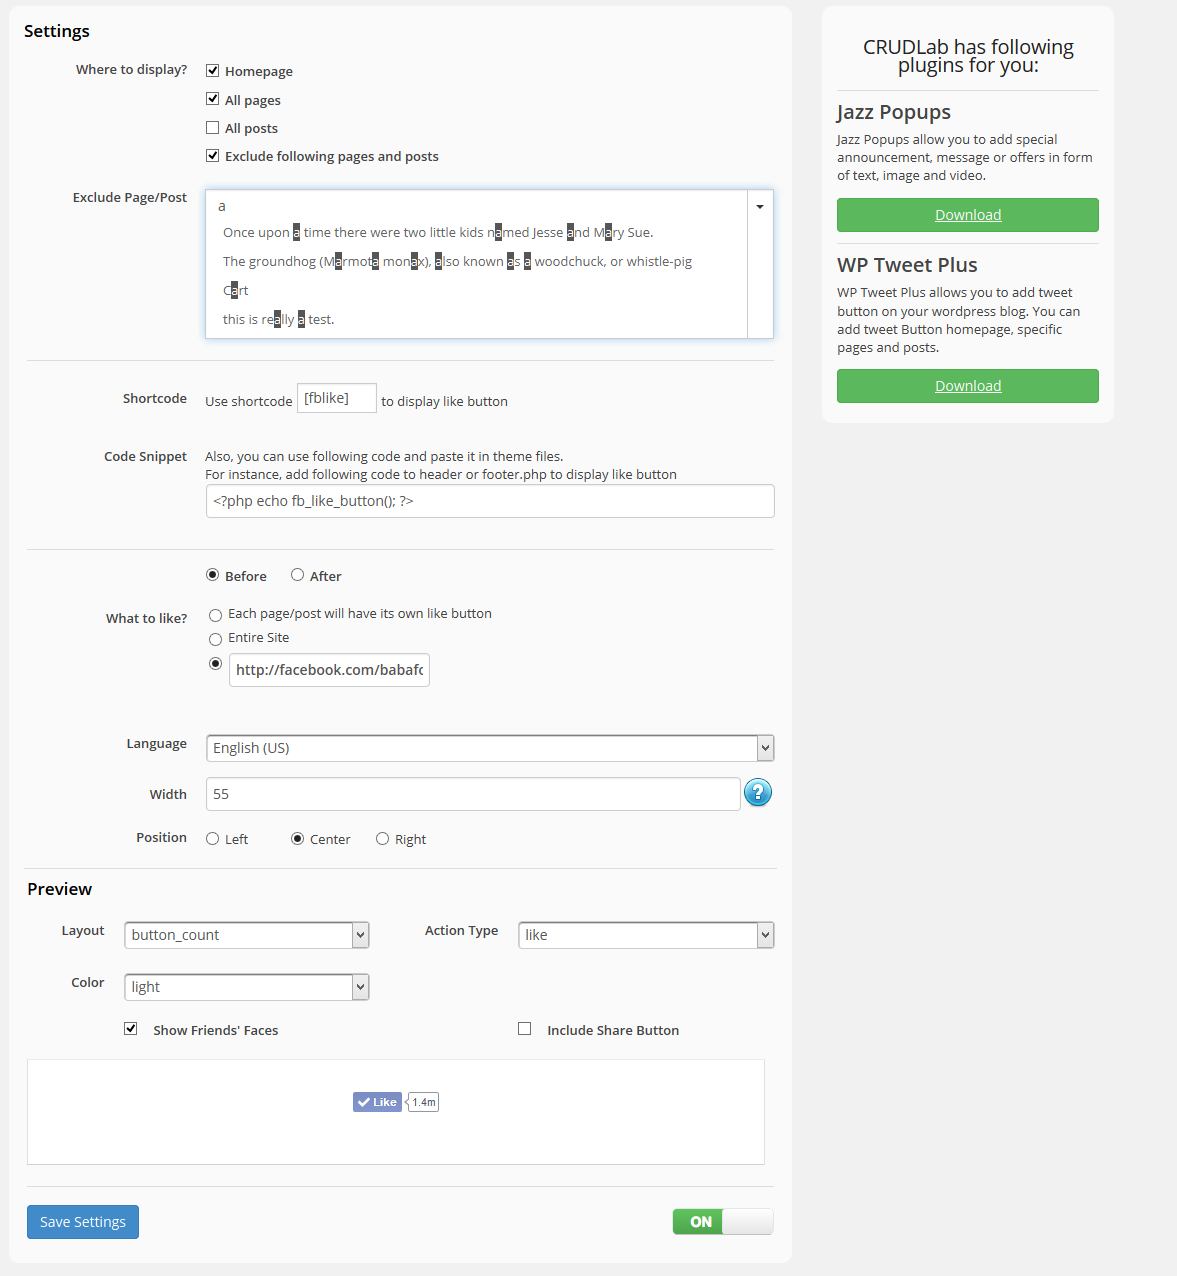 Settings
Where to display?
Homepage
All pages
All posts
Exclude following pages and posts
Exclude Page/Post
a
Once upon a time there were two little kids named Jesse and Mary Sue.
The groundhog (Marmota monax), also known as a woodchuck, or whistle-pig
Cart
this is really a test.
Shortcode
Use shortcode [fblike] to display like button
Code Snippet
Also, you can use following code and paste it in theme files.
For instance, add following code to header or footer.php to display like button
<?php echo fb_like_button(); ?>
Before After
What to like?
Each page/post will have its own like button
Entire Site
http://facebook.com/babafo
Language
English (US)
Width
55
?
Position
Left Center Right
Preview
Layout
button_count
Action Type
like
Color
light
Show Friends' Faces
Include Share Button
Like 1.4m
Save Settings
ON
CRUDLab has following
plugins for you:
Jazz Popups
Jazz Popups allow you to add special
announcement, message or offers in form
of text, image and video.
Download
WP Tweet Plus
WP Tweet Plus allows you to add tweet
button on your wordpress blog. You can
add tweet Button homepage, specific
pages and posts.
Download